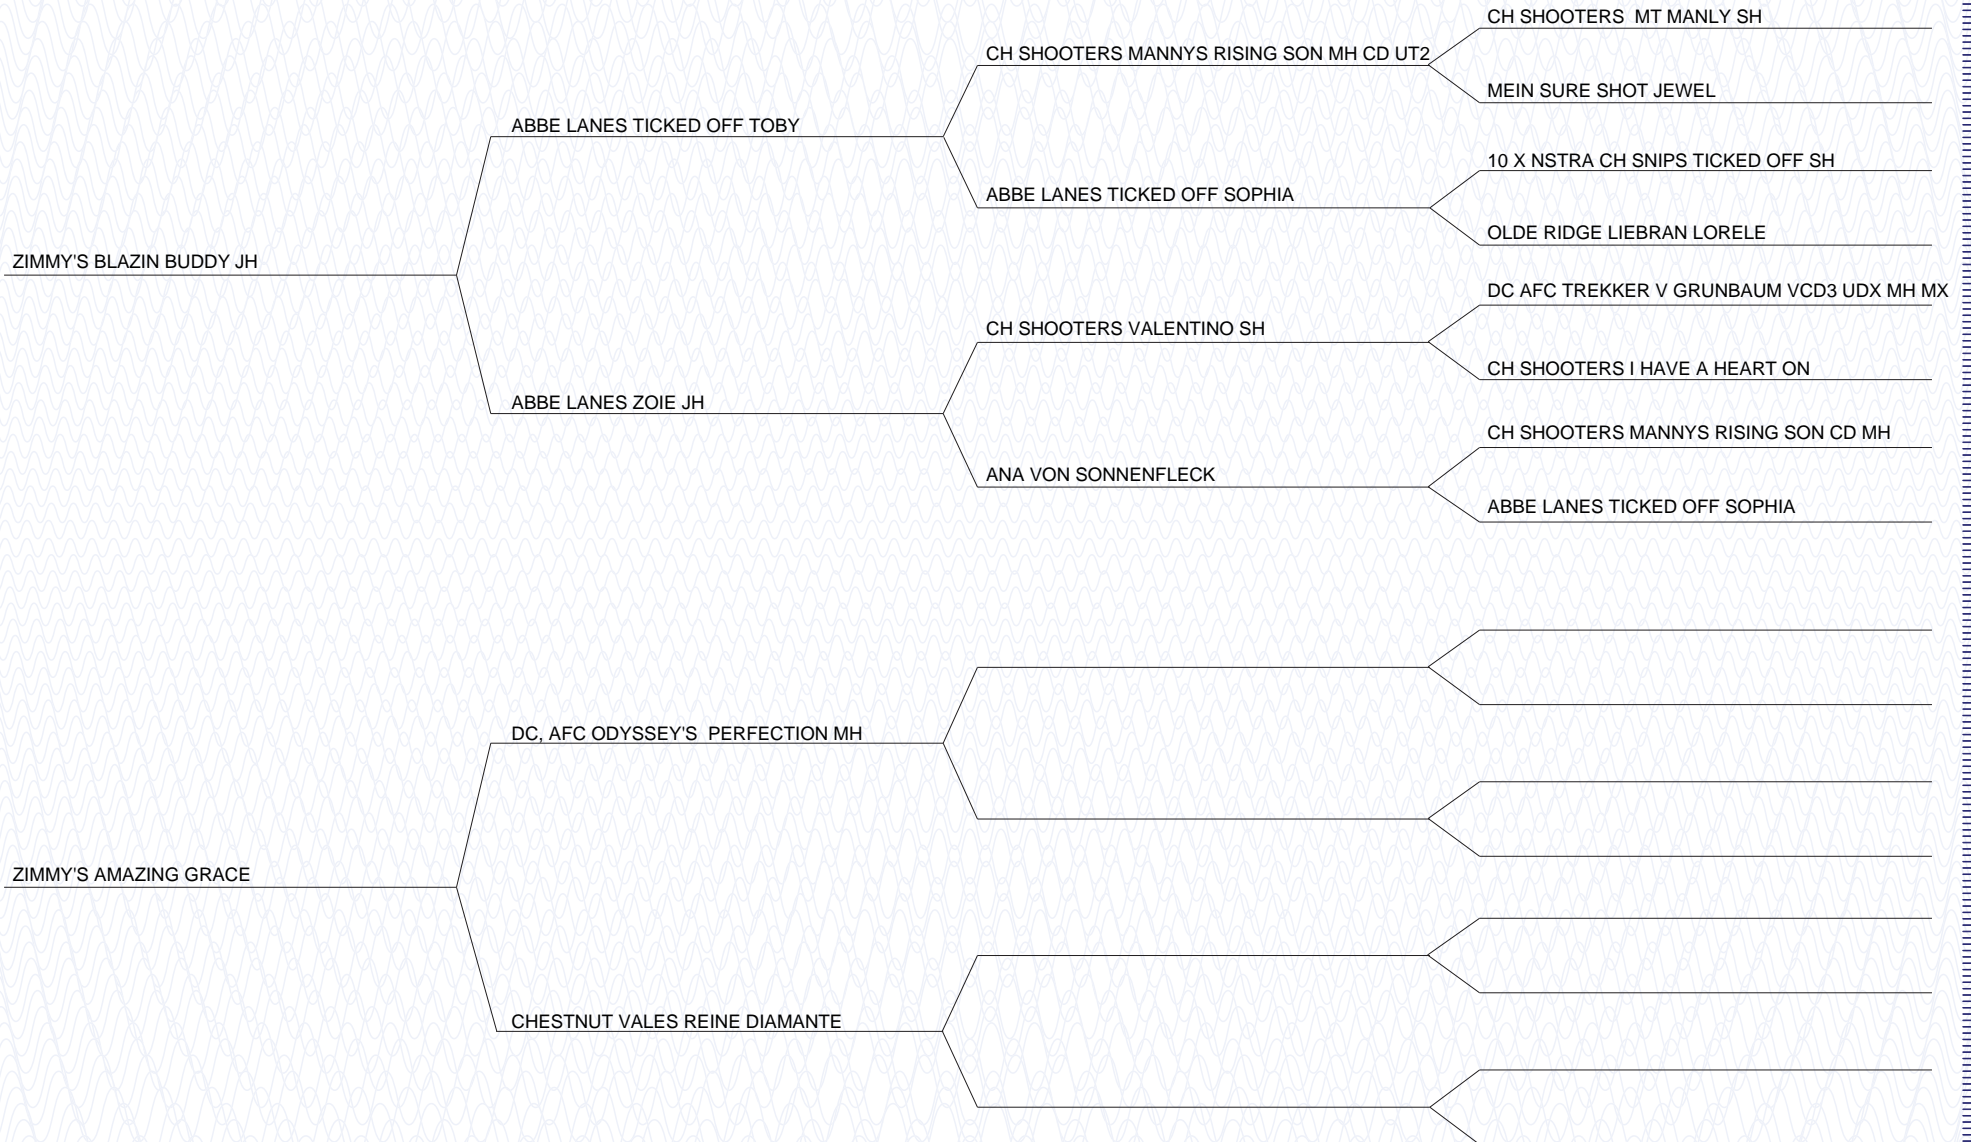 CH SHOOTERS  MT MANLY SH
CH SHOOTERS MANNYS RISING SON MH CD UT2
MEIN SURE SHOT JEWEL
ABBE LANES TICKED OFF TOBY
10 X NSTRA CH SNIPS TICKED OFF SH
ABBE LANES TICKED OFF SOPHIA
OLDE RIDGE LIEBRAN LORELE
ZIMMY'S BLAZIN BUDDY JH
DC AFC TREKKER V GRUNBAUM VCD3 UDX MH MX
CH SHOOTERS VALENTINO SH
CH SHOOTERS I HAVE A HEART ON
ABBE LANES ZOIE JH
CH SHOOTERS MANNYS RISING SON CD MH
ANA VON SONNENFLECK
ABBE LANES TICKED OFF SOPHIA
DC, AFC ODYSSEY'S  PERFECTION MH
ZIMMY'S AMAZING GRACE
CHESTNUT VALES REINE DIAMANTE